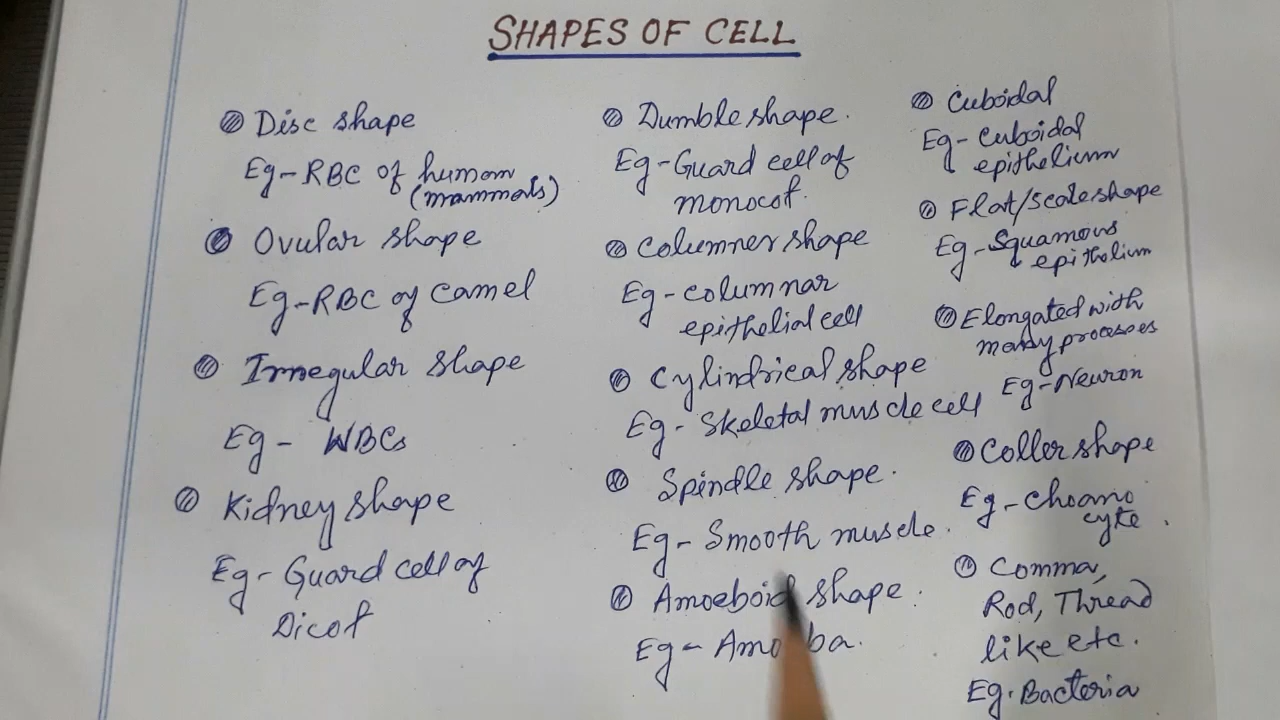 SHAPES OF CELL
Disc shape
Eg-RBC of human
(mammals)
Ovular shape
Eg-RBC of camel
Irregular shape
Eg- WBCs
Kidney shape
Eg-Guard cell of
Dicot
Dumble shape.
Eg-Guard cell of
monocot.
Columner shape
Eg-columnar
epithelial cell
Cylindrical shape
Eg-Skeletal muscle cell
Spindle shape.
Eg-Smooth muscle.
Amoeboid shape.
Eg-
Cuboidal
Eg-Cuboidal
epithelium
Flat/Scale shape
Eg-Squamous
epithelium
Elongated with
many processes
Eg-Neuron
Coller shape
Eg-Choano
cyte.
Comma,
Rod, Thread
like etc.
Eg.Bacteria